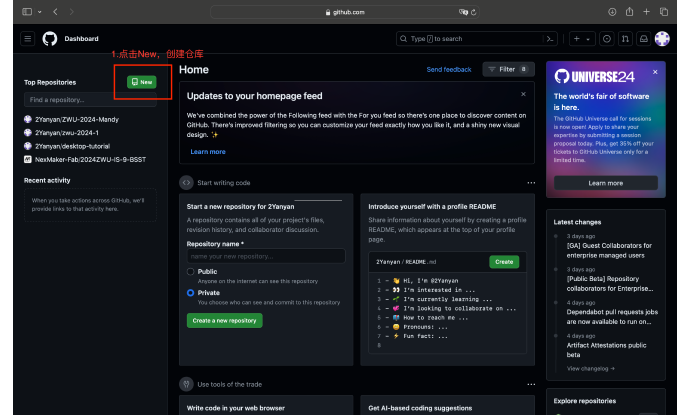 github.com
Dashboard
Type / to search
1.点击New，创建仓库
Top Repositories
New
Find a repository...
2Yanyan/ZWU-2024-Mandy
2Yanyan/zwu-2024-1
2Yanyan/desktop-tutorial
NexMaker-Fab/2024ZWU-IS-9-BSST
Recent activity
When you take actions across GitHub, we'll
provide links to that activity here.
Home
Send feedback
Filter 8
Updates to your homepage feed
We've combined the power of the Following feed with the For you feed so there's one place to discover content on
GitHub. There's improved filtering so you can customize your feed exactly how you like it, and a shiny new visual
design. ✨
Learn more
Start writing code
Start a new repository for 2Yanyan
A repository contains all of your project's files,
revision history, and collaborator discussion.
Repository name *
name your new repository...
Public
Anyone on the internet can see this repository
Private
You choose who can see and commit to this repository
Create a new repository
Introduce yourself with a profile README
Share information about yourself by creating a profile
README, which appears at the top of your profile
page.
2Yanyan / README.md
Create
1 - 👋 Hi, I'm @2Yanyan
2 - 👀 I'm interested in ...
3 - 🌱 I'm currently learning ...
4 - 💞️ I'm looking to collaborate on ...
5 - 📫 How to reach me ...
6 - 😄 Pronouns: ...
7 - ⚡ Fun fact: ...
8
Use tools of the trade
Write code in your web browser
Get AI-based coding suggestions
UNIVERSE24
The world's fair of software
is here.
The GitHub Universe call for sessions
is now open! Apply to share your
expertise by submitting a session
proposal today. Plus, get 35% off your
tickets to GitHub Universe only for a
limited time.
Learn more
Latest changes
3 days ago
[GA] Guest Collaborators for
enterprise managed users
3 days ago
[Public Beta] Repository
collaborators for Enterprise...
4 days ago
Dependabot pull requests jobs
are now available to run on...
4 days ago
Artifact Attestations public
beta
View changelog →
Explore repositories